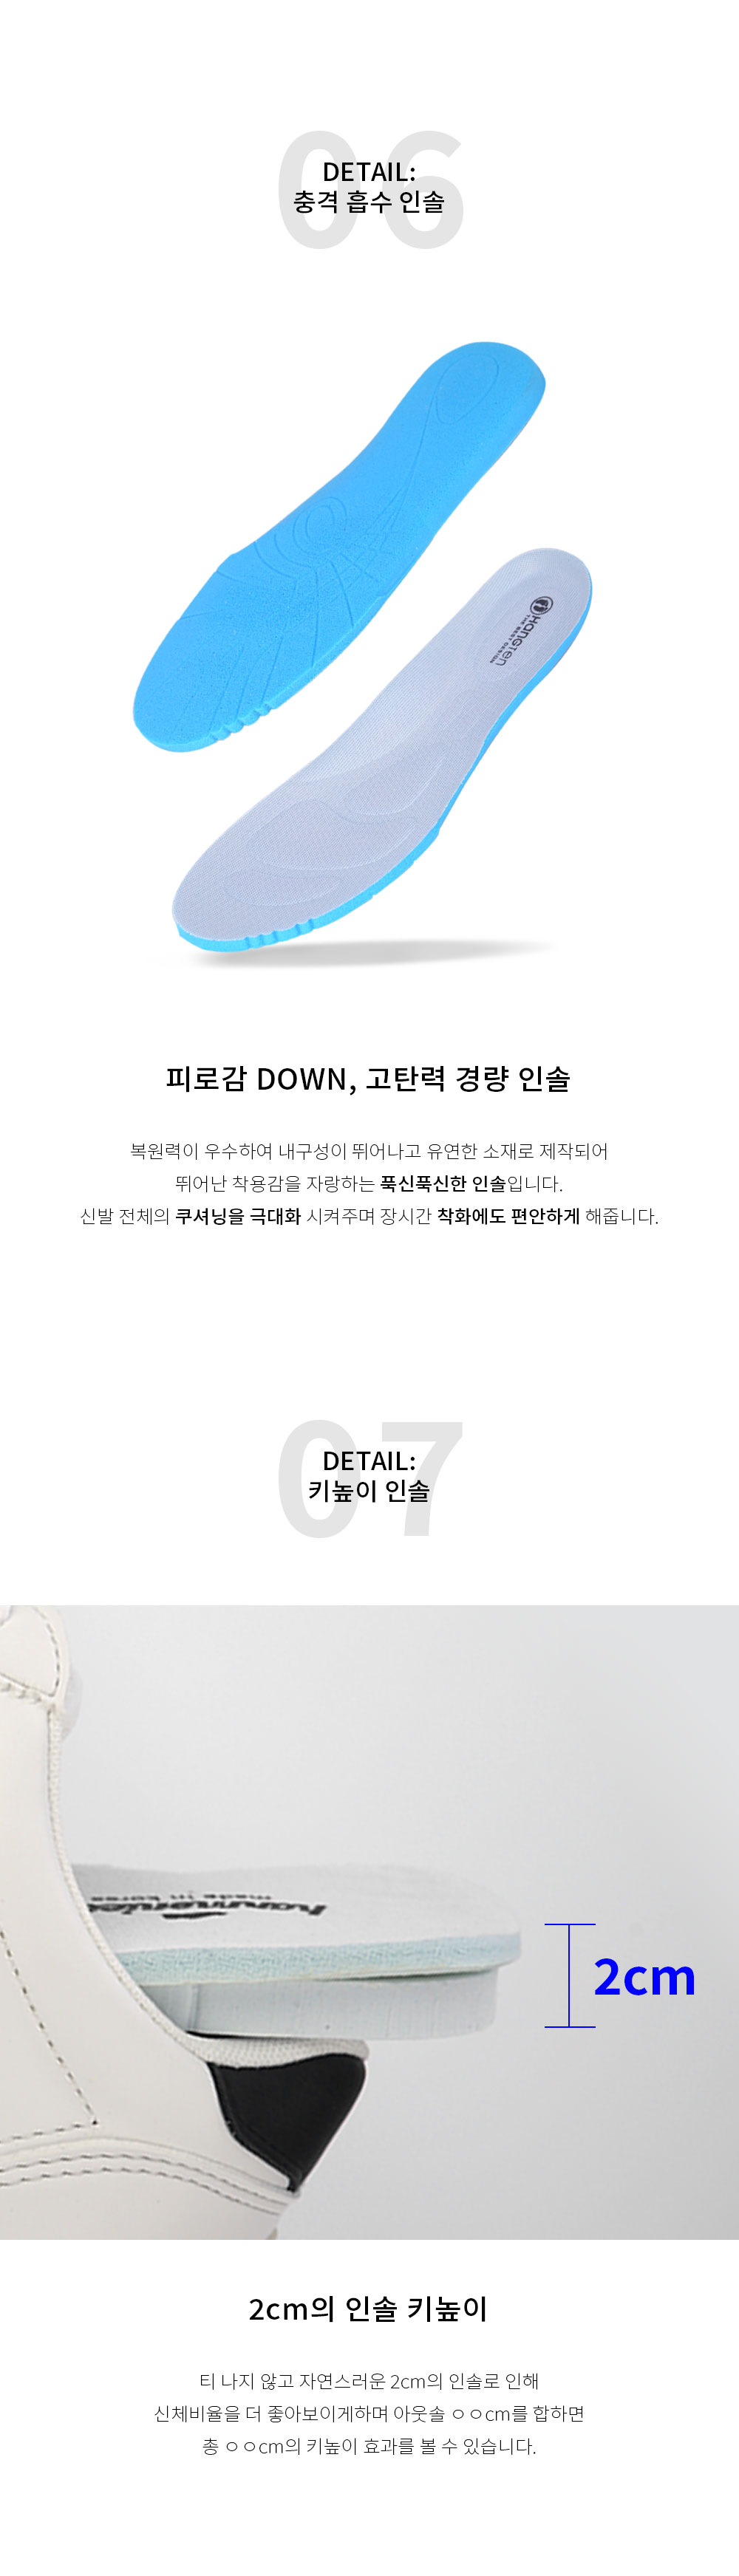 06
DETAIL:
충격 흡수 인솔
HANGTEN
THE BEST DESIGN
피로감 DOWN, 고탄력 경량 인솔
복원력이 우수하여 내구성이 뛰어나고 유연한 소재로 제작되어
뛰어난 착용감을 자랑하는 푹신푹신한 인솔입니다.
신발 전체의 쿠셔닝을 극대화 시켜주며 장시간 착화에도 편안하게 해줍니다.
07
DETAIL:
키높이 인솔
made in korea
2cm
2cm의 인솔 키높이
티 나지 않고 자연스러운 2cm의 인솔로 인해
신체비율을 더 좋아보이게하며 아웃솔 ㅇㅇcm를 합하면
총 ㅇㅇcm의 키높이 효과를 볼 수 있습니다.